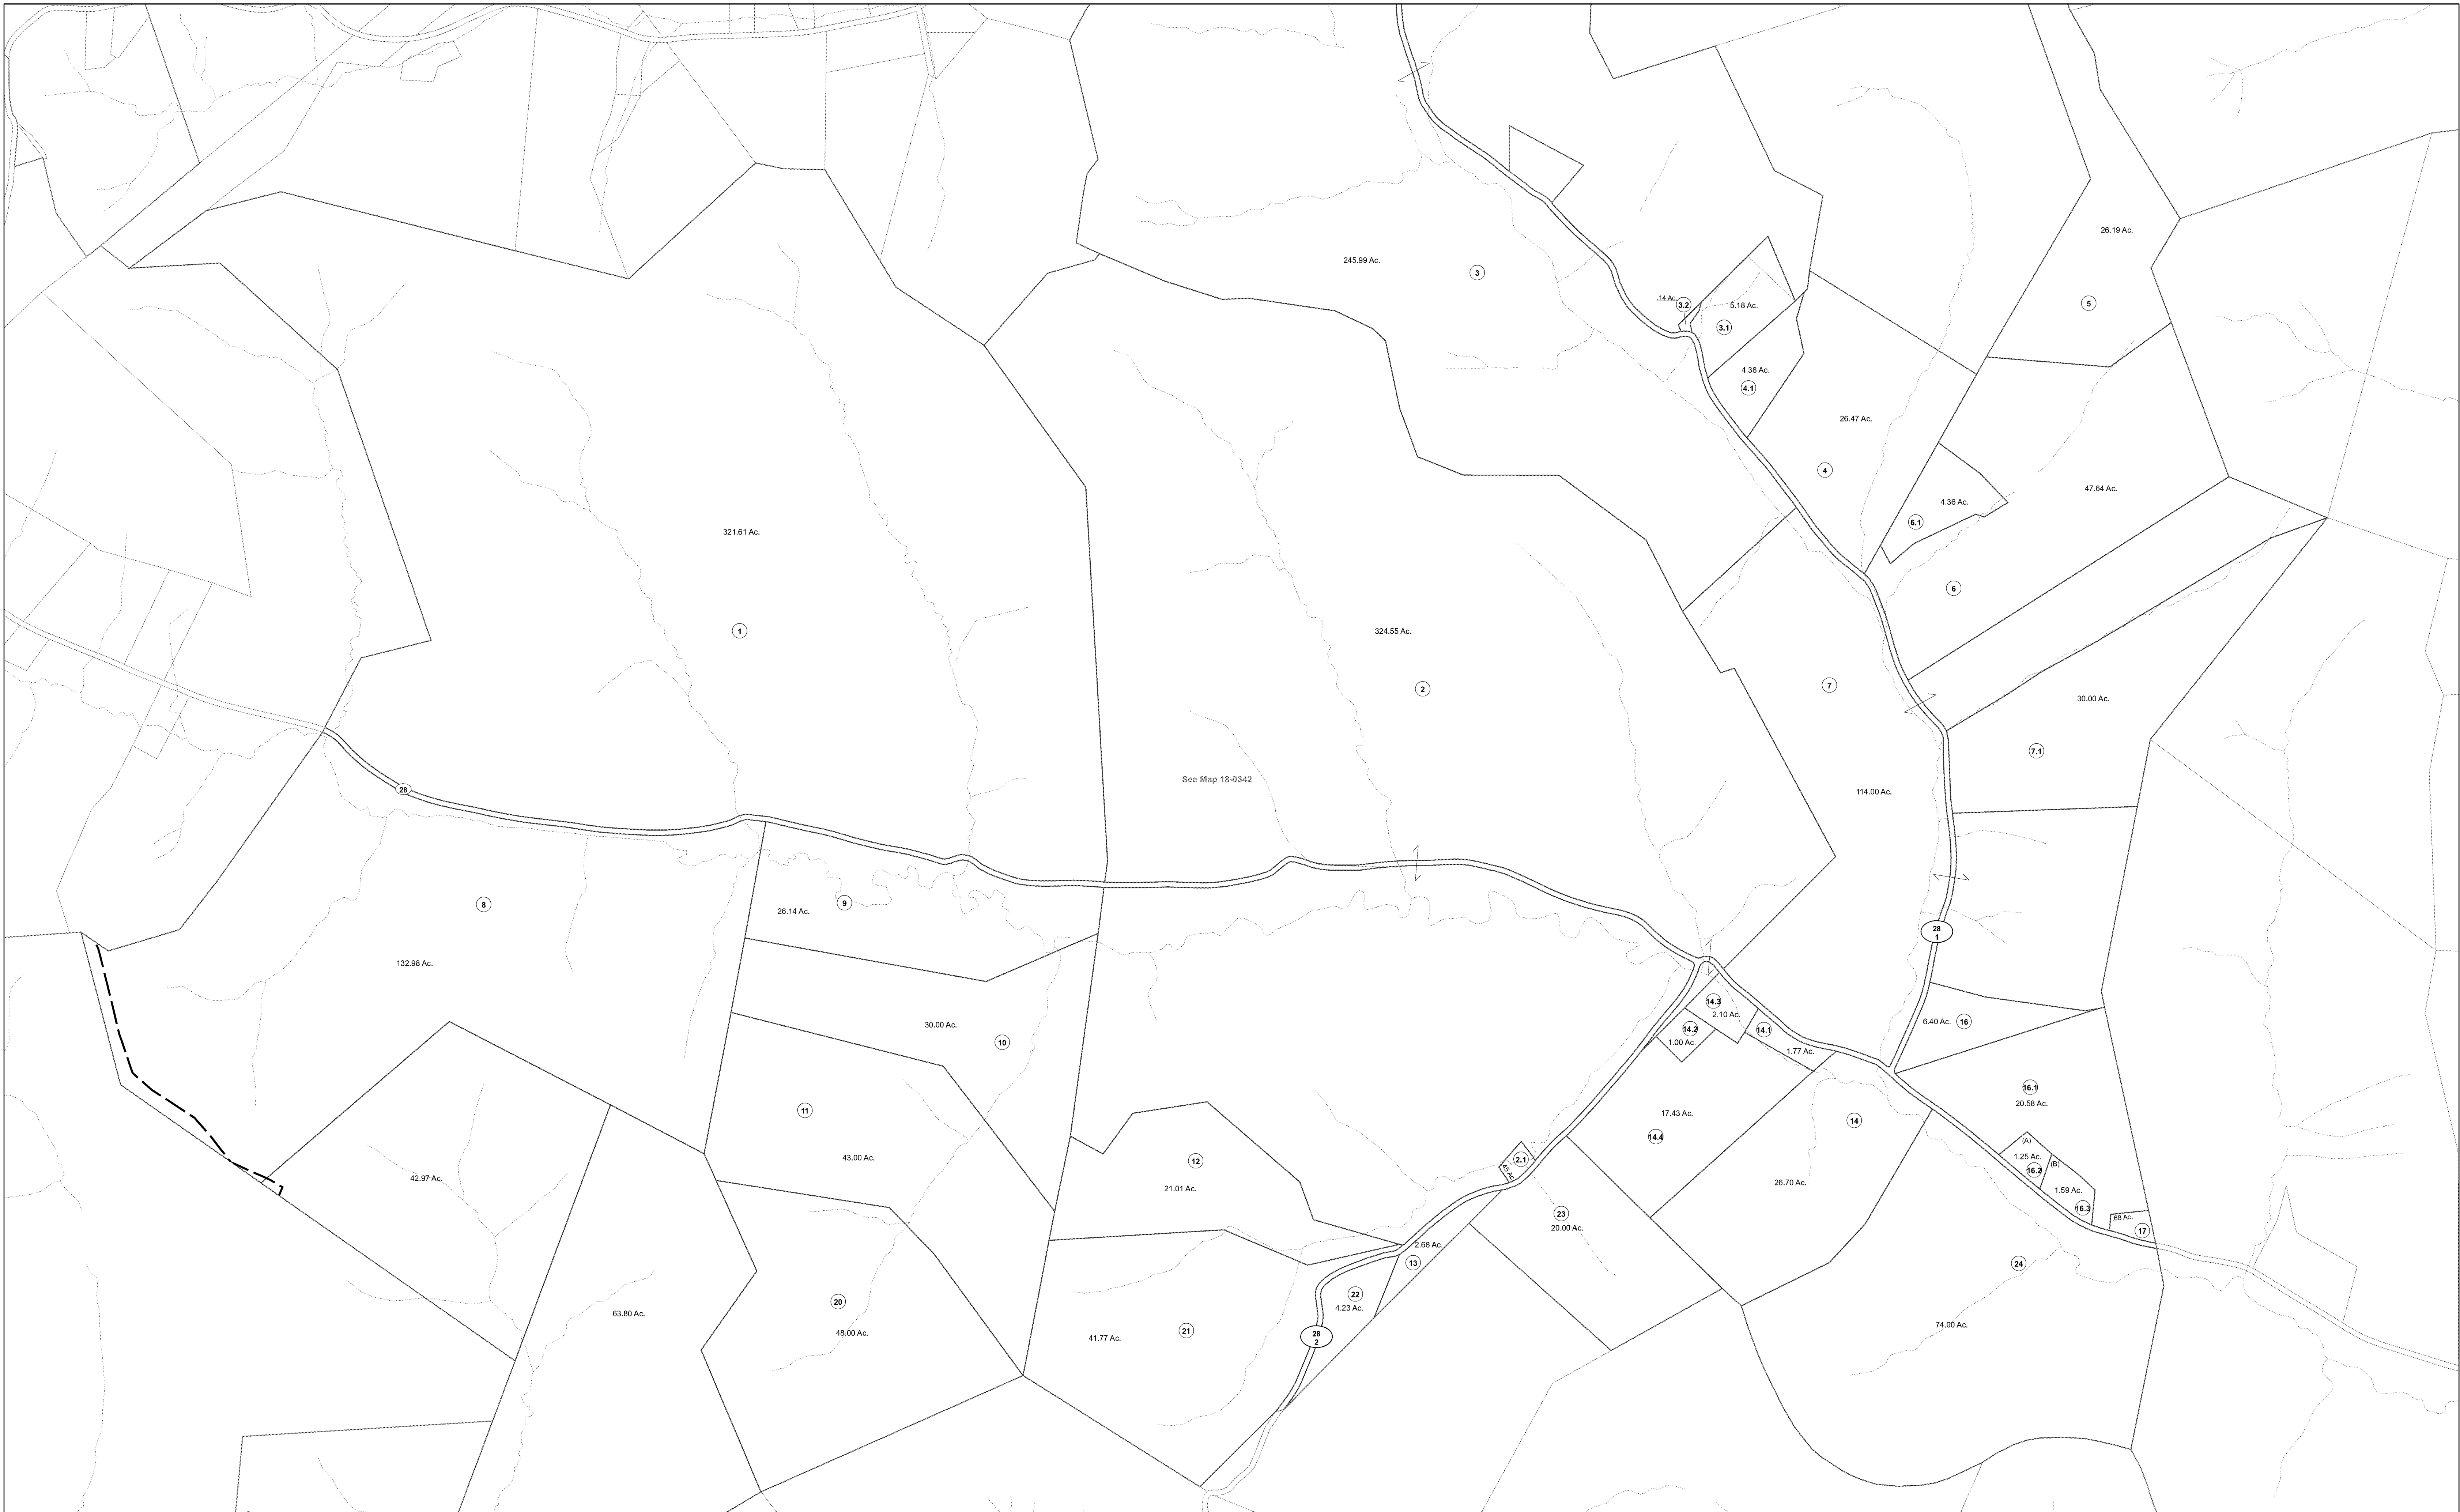 26.19 Ac.
245.99 Ac.
3
.14 Ac.
3.2
5.18 Ac.
5
3.1
4.38 Ac.
4.1
26.47 Ac.
4
47.64 Ac.
4.36 Ac.
6.1
321.61 Ac.
6
1
324.55 Ac.
7
2
30.00 Ac.
7.1
See Map 18-0342
28
114.00 Ac.
8
9
26.14 Ac.
28
1
132.98 Ac.
14.3
2.10 Ac.
30.00 Ac.
10
14.2
14.1
1.00 Ac.
1.77 Ac.
6.40 Ac.
16
16.1
20.58 Ac.
11
17.43 Ac.
14
14.4
(A)
1.25 Ac.
(B)
16.2
43.00 Ac.
12
2.1
.45 Ac.
42.97 Ac.
21.01 Ac.
26.70 Ac.
1.59 Ac.
16.3
.68 Ac.
17
23
20.00 Ac.
2.68 Ac.
13
24
22
4.23 Ac.
20
63.80 Ac.
48.00 Ac.
41.77 Ac.
21
28
2
74.00 Ac.